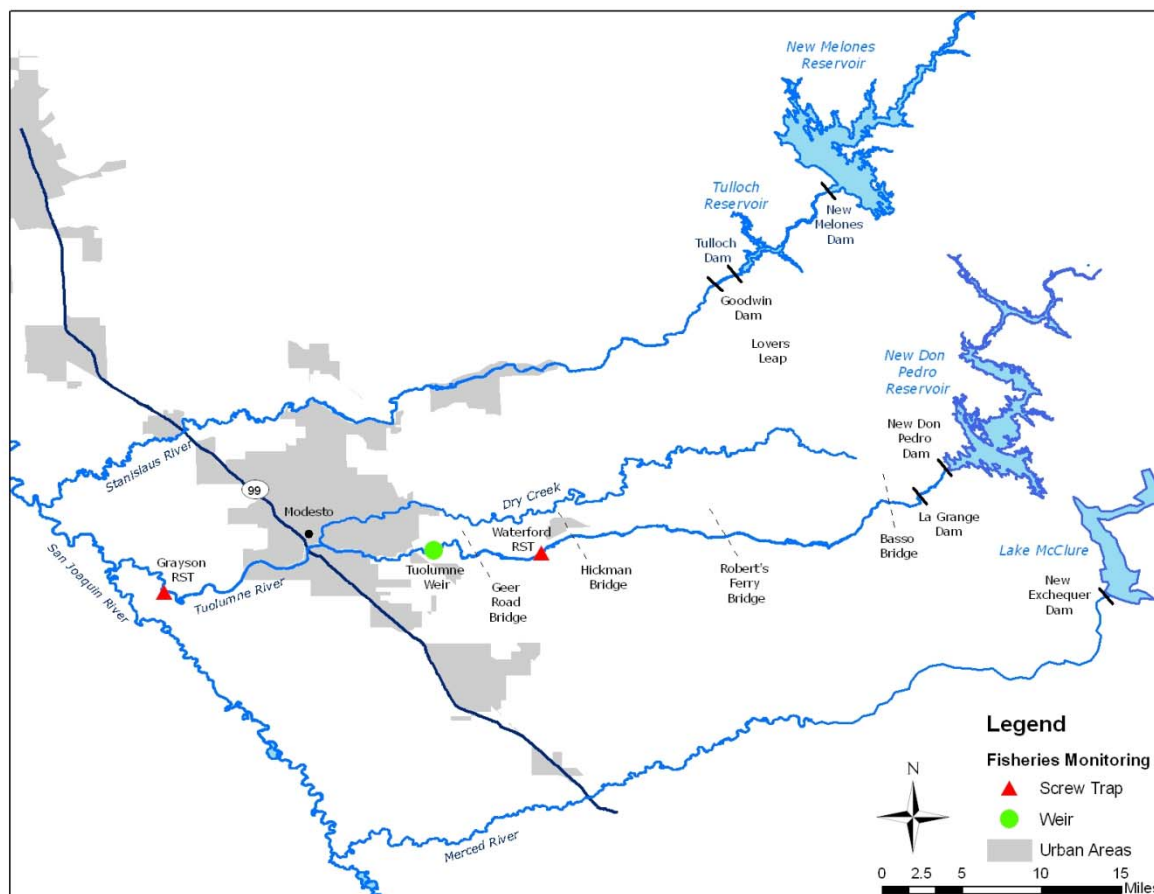 New Melones
Reservoir
Tulloch
Reservoir
New
Melones
Dam
Tulloch
Dam
Goodwin
Dam
Lovers
Leap
New Don
Pedro
Reservoir
New Don
Pedro
Dam
Stanislaus River
99
Modesto
Dry Creek
Waterford
RST
La Grange
Dam
Basso
Bridge
Lake McClure
Grayson
RST
Tuolumne River
San Joaquin River
Tuolumne
Weir
Geer
Road
Bridge
Hickman
Bridge
Robert's
Ferry
Bridge
New
Exchequer
Dam
Merced River
Legend
Fisheries Monitoring
Screw Trap
Weir
Urban Areas
N
0 2.5 5 10 15
Miles